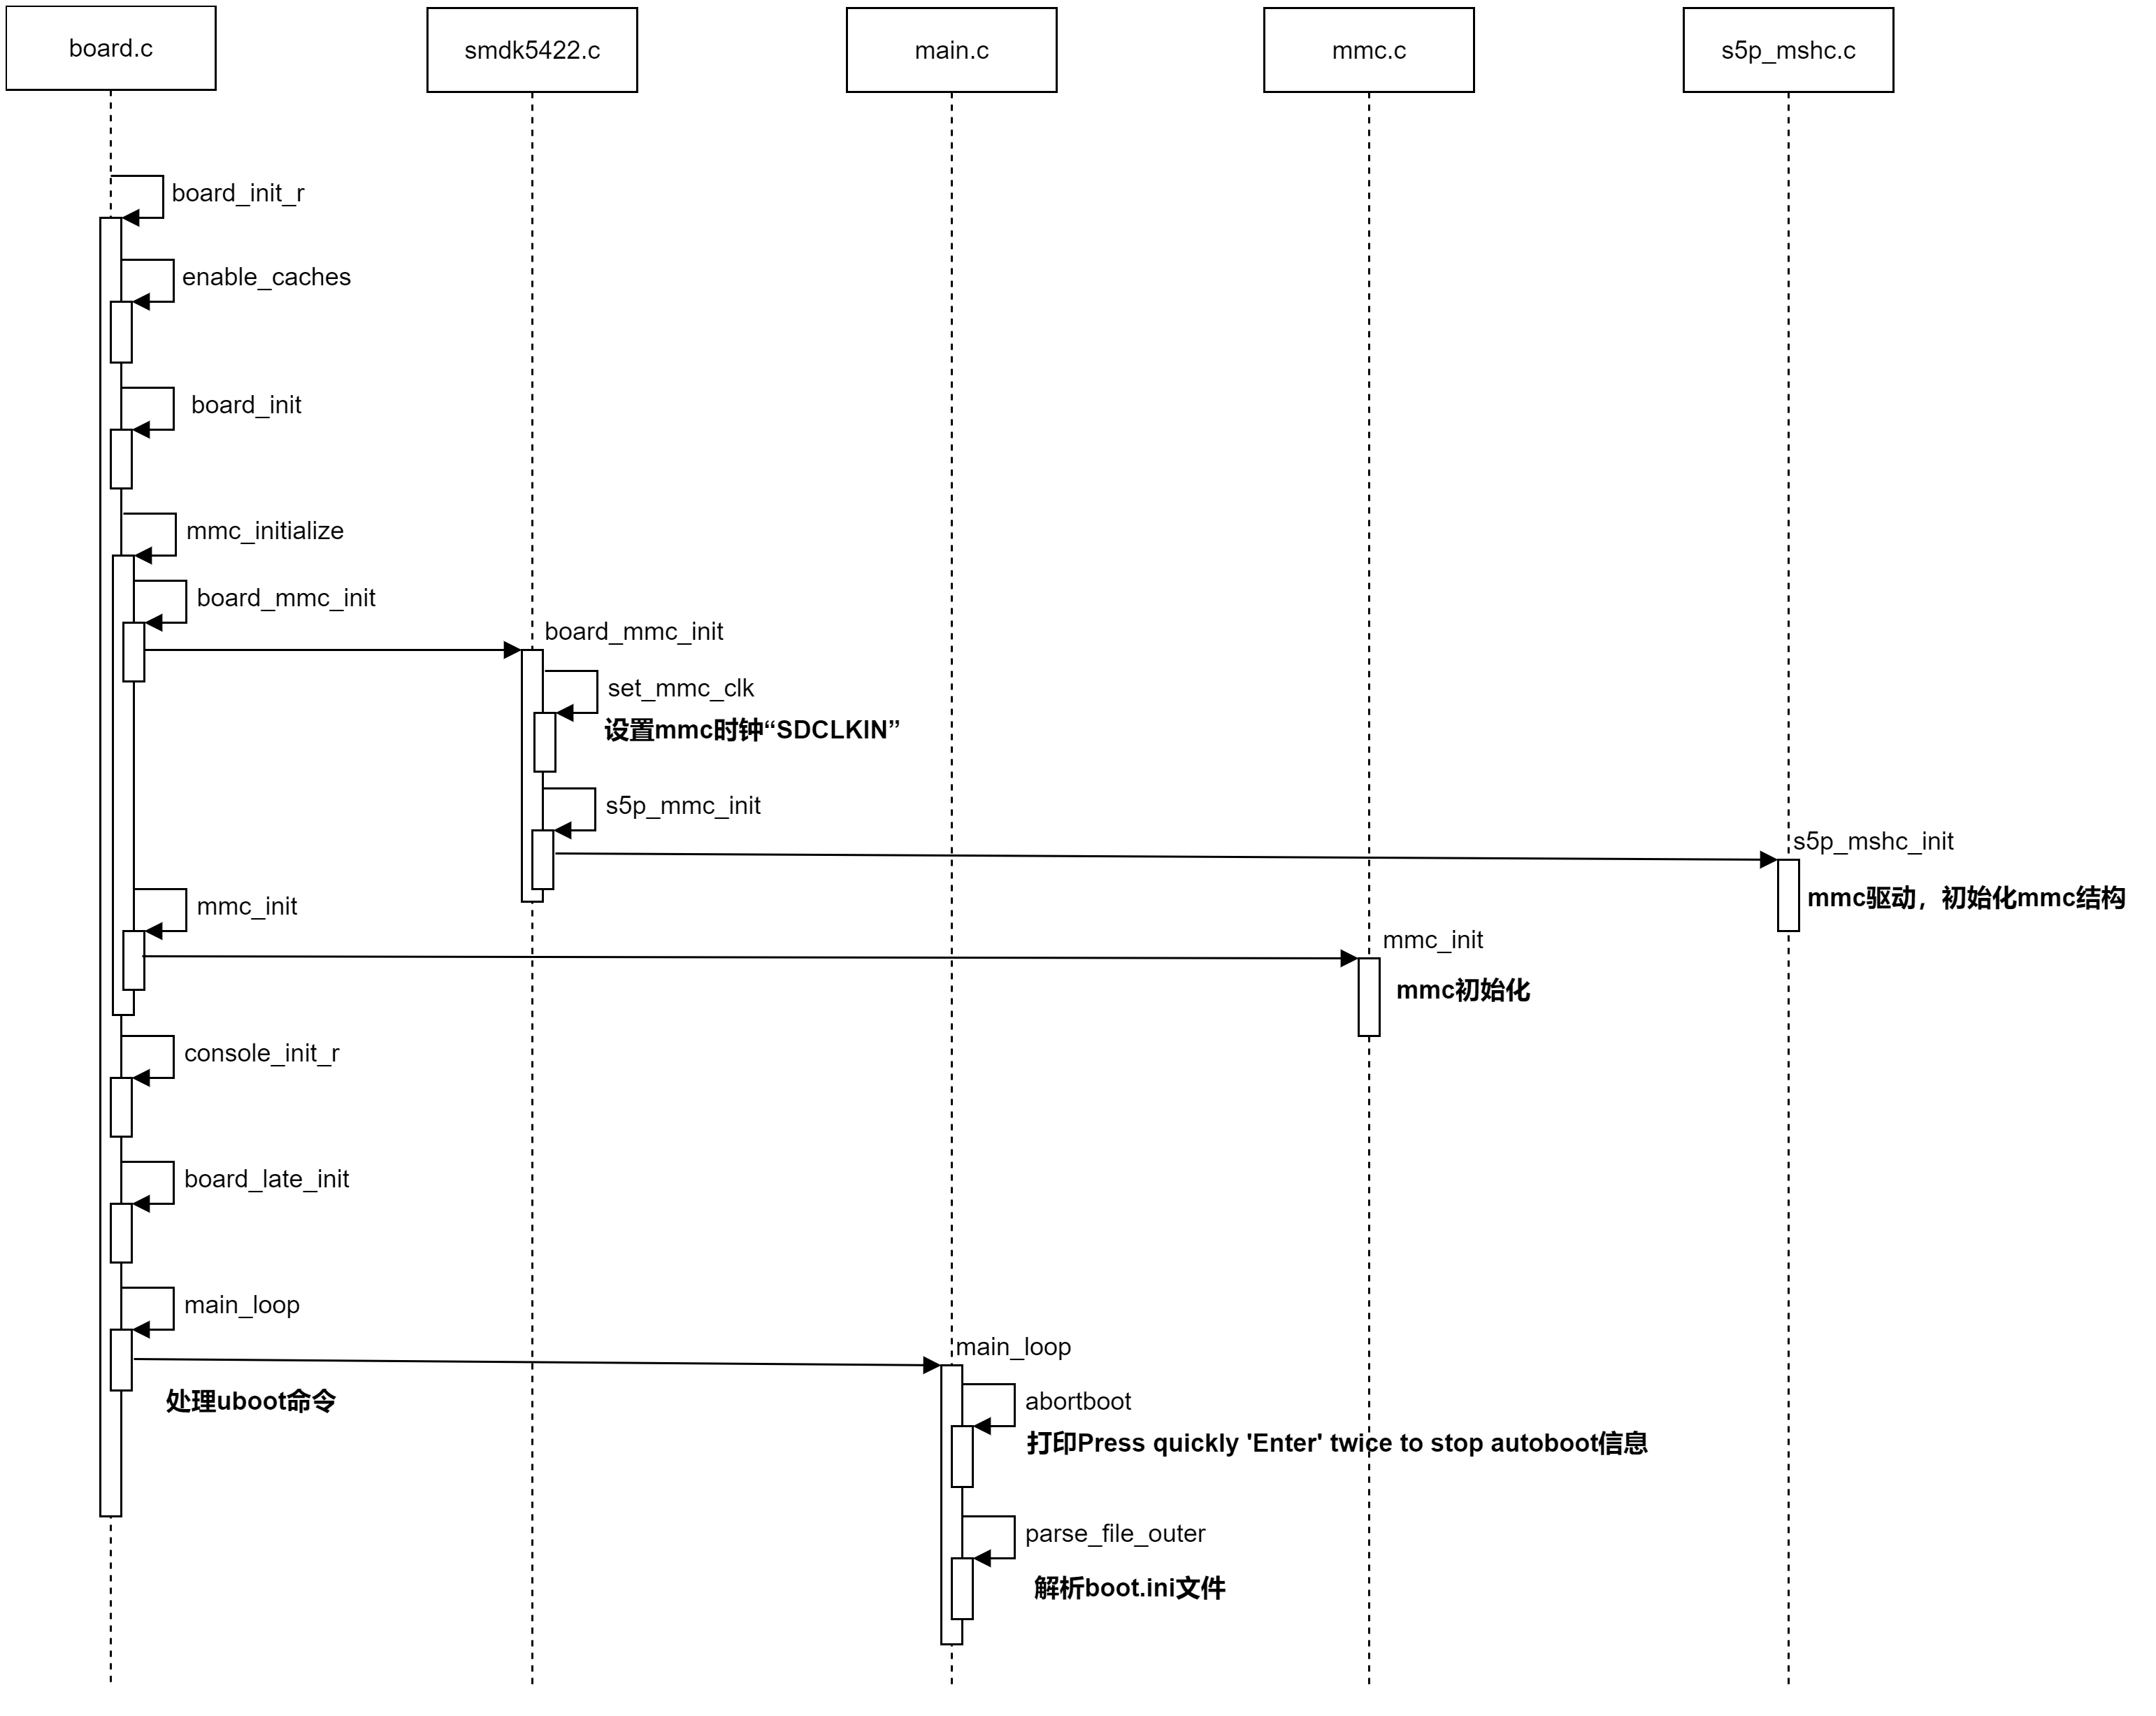 board.c
smdk5422.c
main.c
mmc.c
s5p_mshc.c
board_init_r
enable_caches
board_init
mmc_initialize
board_mmc_init
board_mmc_init
set_mmc_clk
设置mmc时钟“SDCLKIN”
s5p_mmc_init
s5p_mshc_init
mmc驱动，初始化mmc结构
mmc_init
mmc_init
mmc初始化
console_init_r
board_late_init
main_loop
main_loop
处理uboot命令
abortboot
打印Press quickly 'Enter' twice to stop autoboot信息
parse_file_outer
解析boot.ini文件